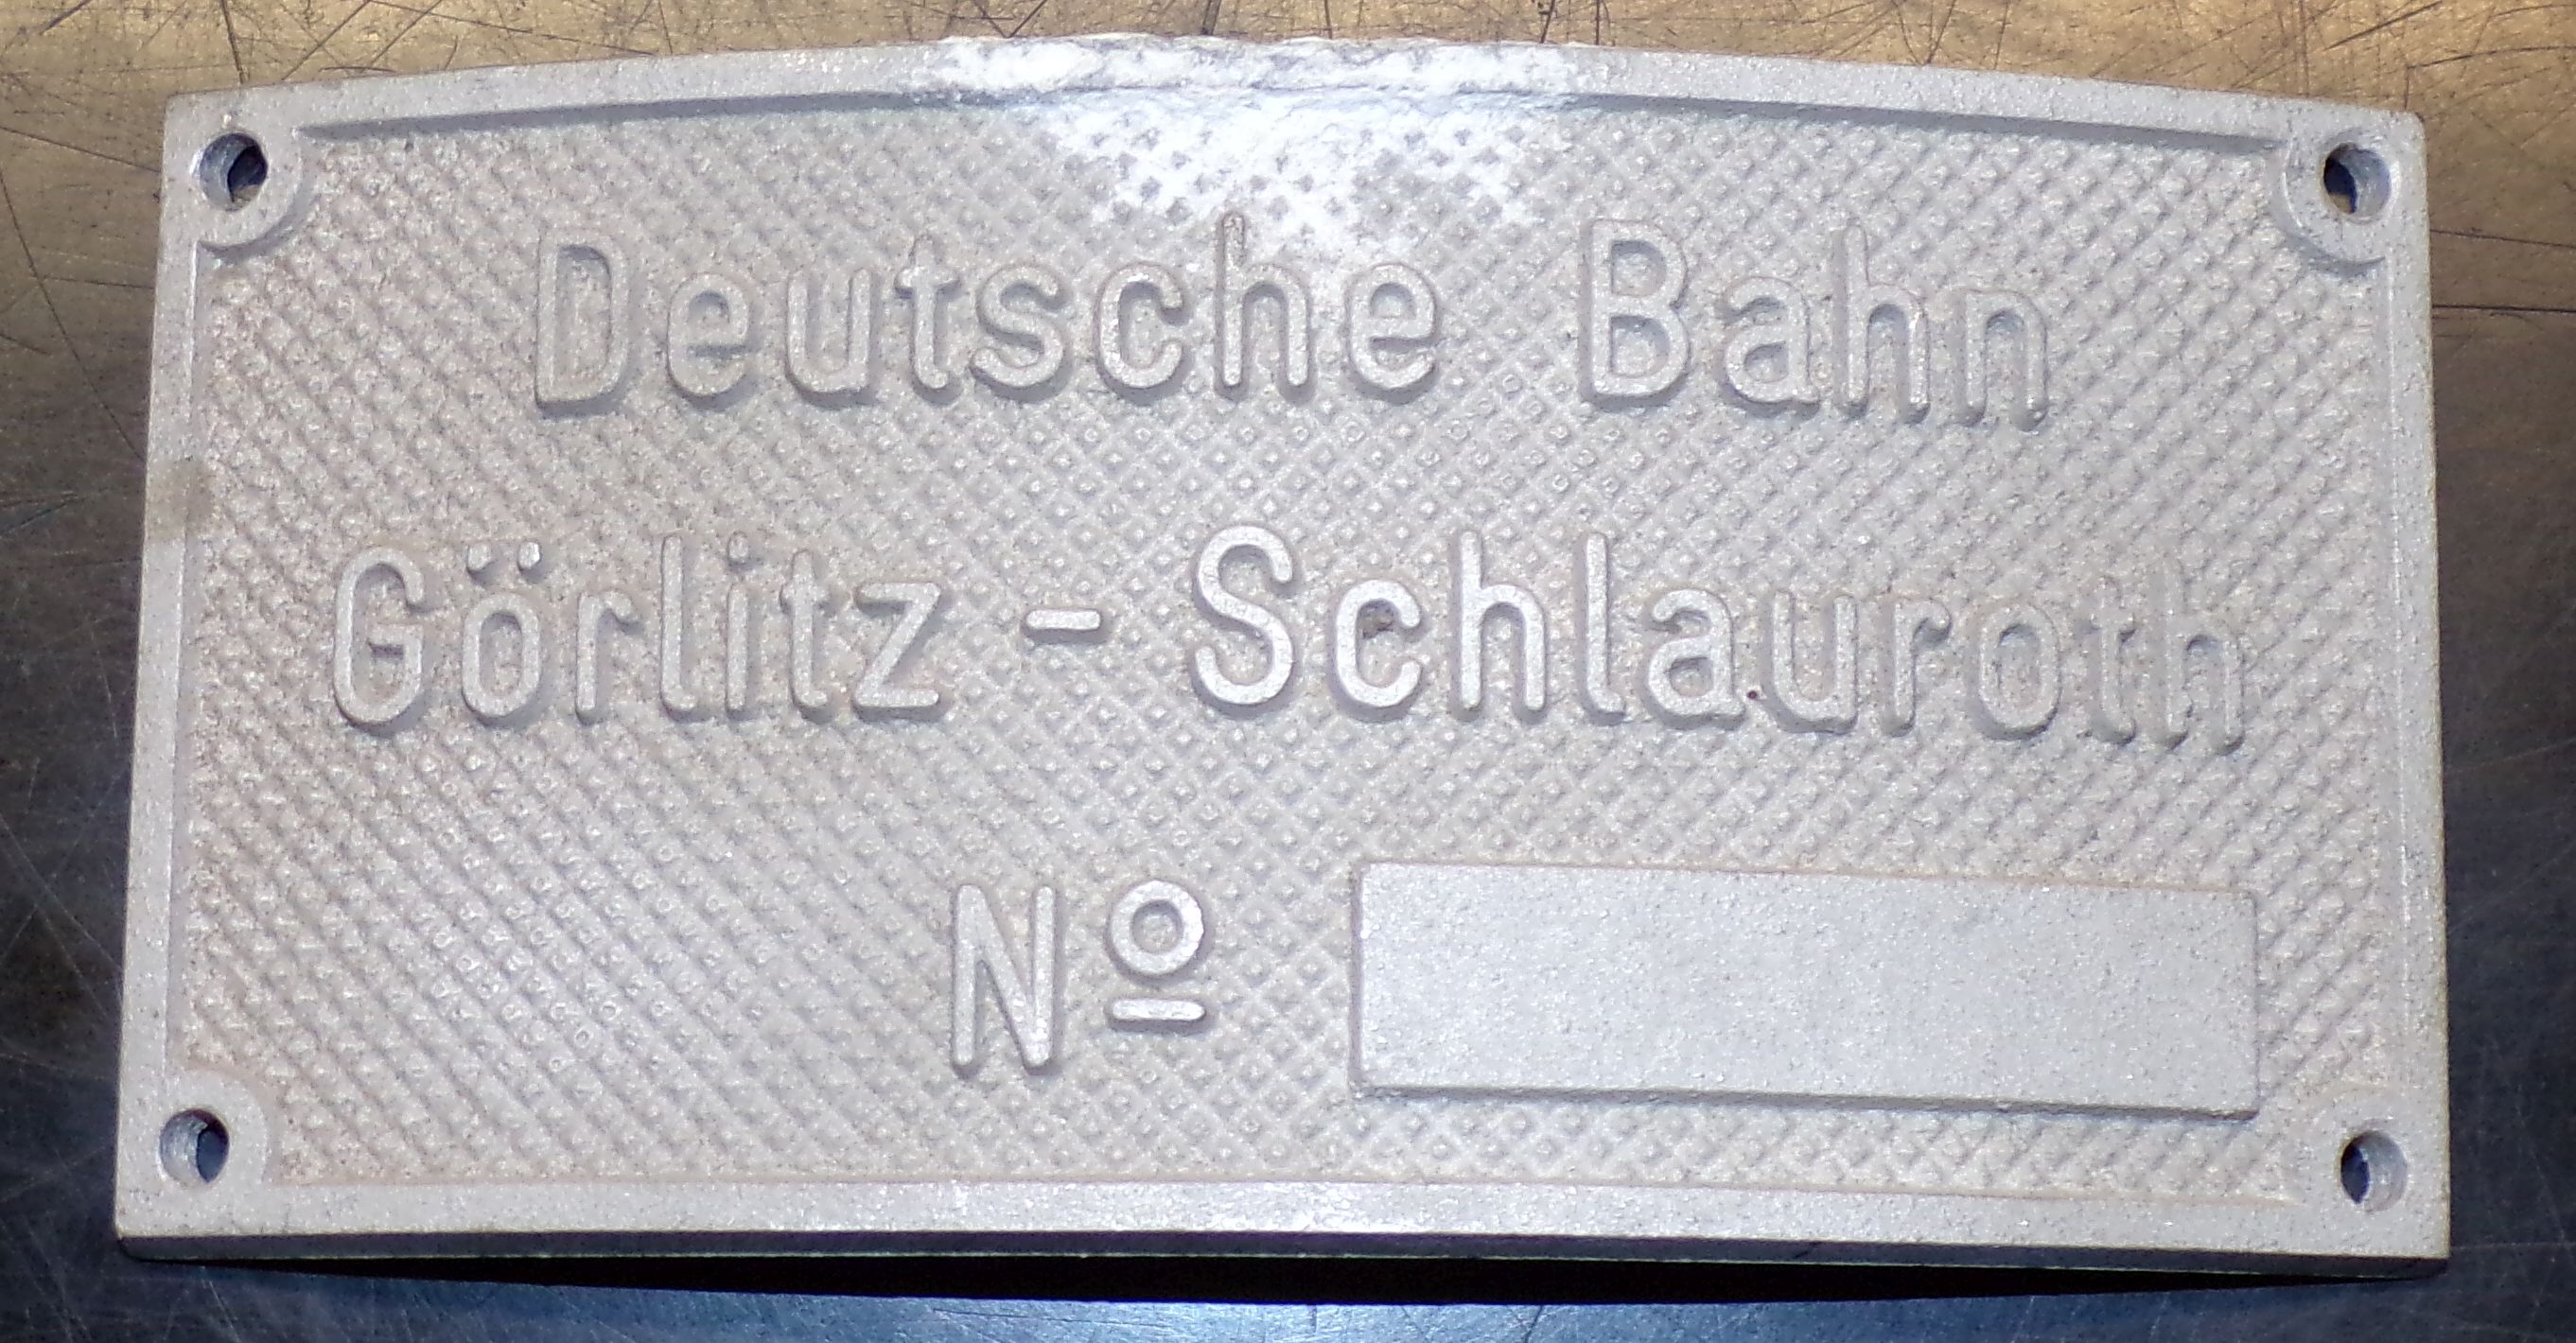 Deutsche Bahn
Görlitz - Schlauroth
Nº